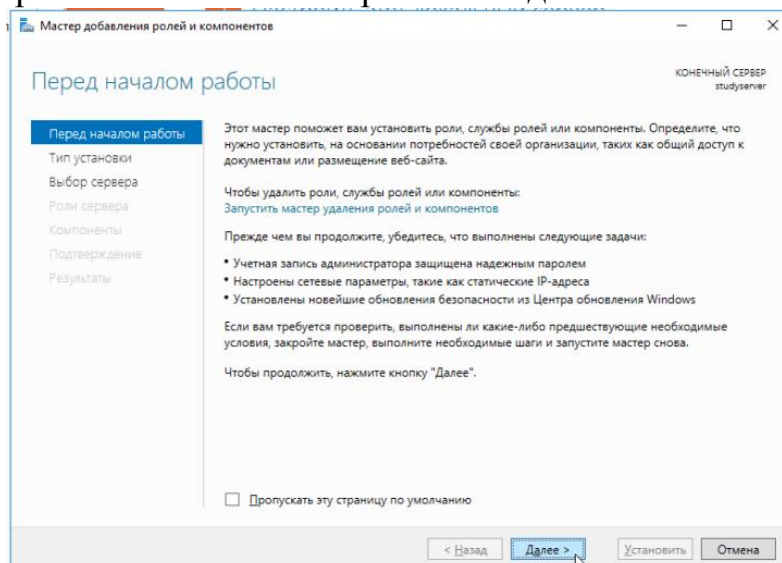 Мастер добавления ролей и компонентов
Перед началом работы
КОНЕЧНЫЙ СЕРВЕР
studyserver
Перед началом работы
Тип установки
Выбор сервера
Роли сервера
Компоненты
Подтверждение
Результаты
Этот мастер поможет вам установить роли, службы ролей или компоненты. Определите, что
нужно установить, на основании потребностей своей организации, таких как общий доступ к
документам или размещение веб-сайта.
Чтобы удалить роли, службы ролей или компоненты:
Запустить мастер удаления ролей и компонентов
Прежде чем вы продолжите, убедитесь, что выполнены следующие задачи:
• Учетная запись администратора защищена надежным паролем
• Настроены сетевые параметры, такие как статические IP-адреса
• Установлены новейшие обновления безопасности из Центра обновления Windows
Если вам требуется проверить, выполнены ли какие-либо предшествующие необходимые
условия, закройте мастер, выполните необходимые шаги и запустите мастер снова.
Чтобы продолжить, нажмите кнопку "Далее".
Пропускать эту страницу по умолчанию
< Назад
Далее >
Установить
Отмена